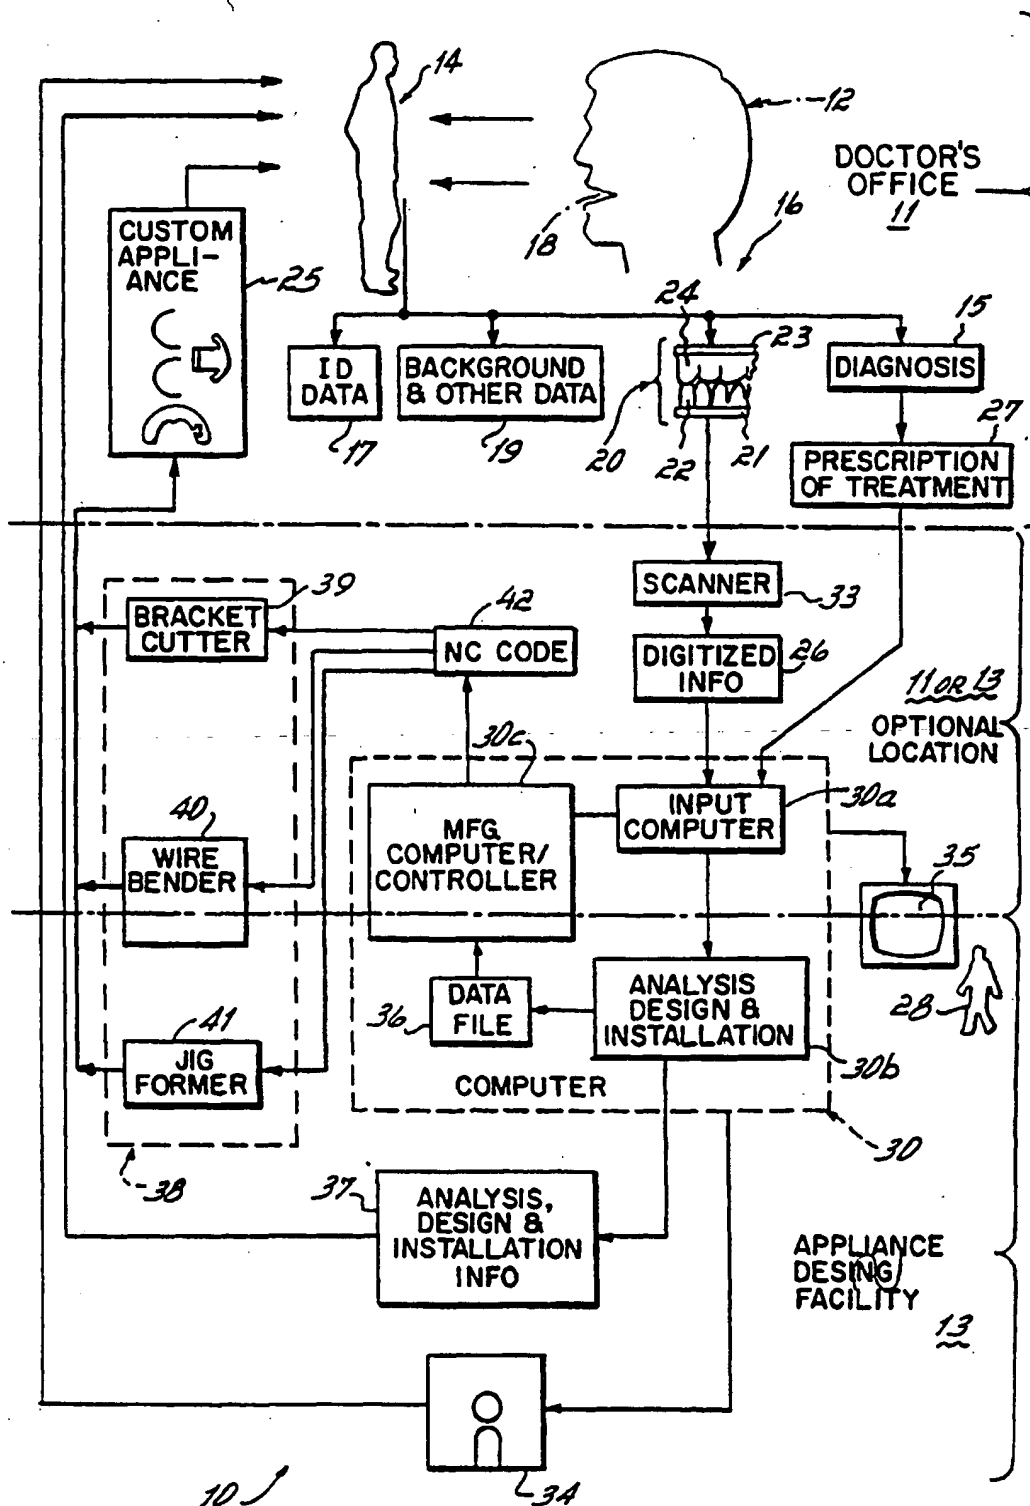 14
12
DOCTOR'S
OFFICE
11
16
18
CUSTOM
APPLI-
ANCE
25
24
23
15
ID
DATA
BACKGROUND
& OTHER DATA
DIAGNOSIS
17
19
20
22
21
27
PRESCRIPTION
OF TREATMENT
SCANNER
33
39
BRACKET
CUTTER
42
NC CODE
DIGITIZED
INFO
26
11 OR 13
OPTIONAL
LOCATION
30c
INPUT
COMPUTER
30a
40
WIRE
BENDER
MFG.
COMPUTER/
CONTROLLER
35
DATA
FILE
36
ANALYSIS
DESIGN &
INSTALLATION
28
41
JIG
FORMER
30b
COMPUTER
30
38
37
ANALYSIS,
DESIGN &
INSTALLATION
INFO
APPLIANCE
DESING
FACILITY
13
10
34